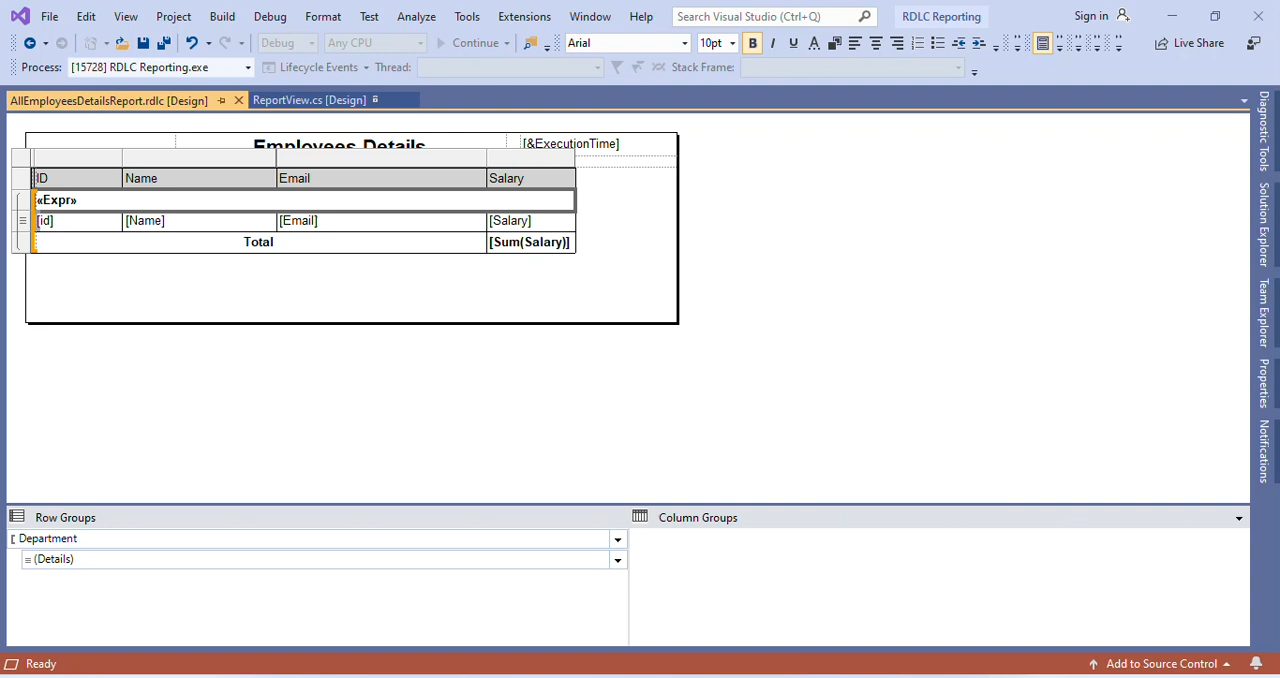 File Edit View Project Build Debug Format Test Analyze Tools Extensions Window Help Search Visual Studio (Ctrl+Q) RDLC Reporting Sign in
Debug Any CPU Continue Arial 10pt B I U A Live Share
Process: [15728] RDLC Reporting.exe Lifecycle Events Thread: Stack Frame:
AllEmployeesDetailsReport.rdlc [Design] ReportView.cs [Design]
Employees Details [&ExecutionTime]
ID Name Email Salary
«Expr»
[id] [Name] [Email] [Salary]
Total [Sum(Salary)]
Diagnostic Tools
Solution Explorer
Team Explorer
Properties
Notifications
Row Groups Column Groups
[ Department
(Details)
Ready Add to Source Control